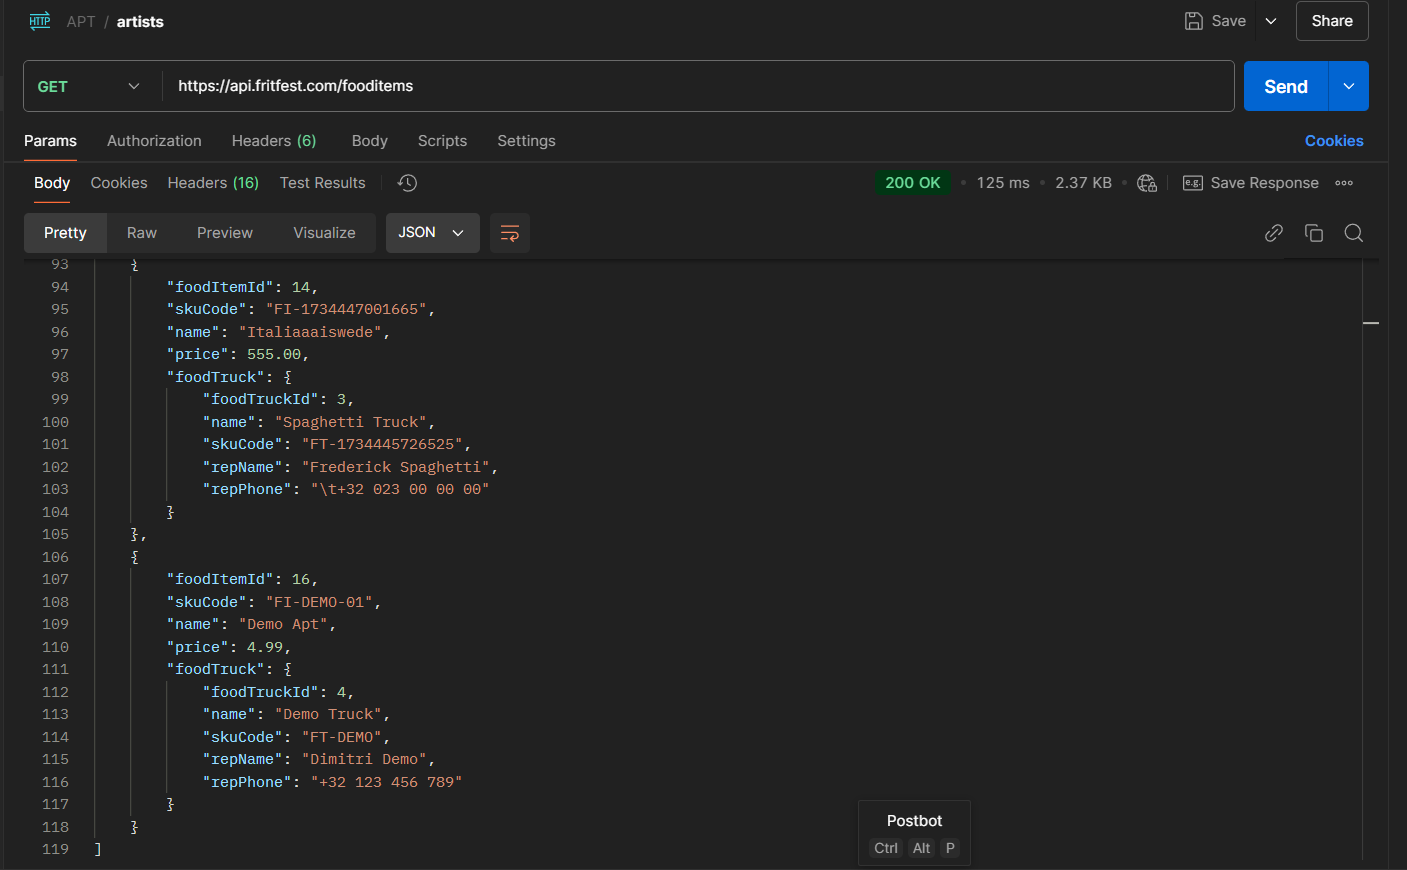 HTTP APT / artists Save Share
GET https://api.fritfest.com/fooditems Send
Params Authorization Headers (6) Body Scripts Settings Cookies
Body Cookies Headers (16) Test Results 200 OK • 125 ms • 2.37 KB • e.g. Save Response
Pretty Raw Preview Visualize JSON
93 {
94 "foodItemId": 14,
95 "skuCode": "FI-1734447001665",
96 "name": "Italiaaaiswede",
97 "price": 555.00,
98 "foodTruck": {
99 "foodTruckId": 3,
100 "name": "Spaghetti Truck",
101 "skuCode": "FT-1734445726525",
102 "repName": "Frederick Spaghetti",
103 "repPhone": "\t+32 023 00 00 00"
104 }
105 },
106 {
107 "foodItemId": 16,
108 "skuCode": "FI-DEMO-01",
109 "name": "Demo Apt",
110 "price": 4.99,
111 "foodTruck": {
112 "foodTruckId": 4,
113 "name": "Demo Truck",
114 "skuCode": "FT-DEMO",
115 "repName": "Dimitri Demo",
116 "repPhone": "+32 123 456 789"
117 }
118 }
119 ]
Postbot
Ctrl Alt P